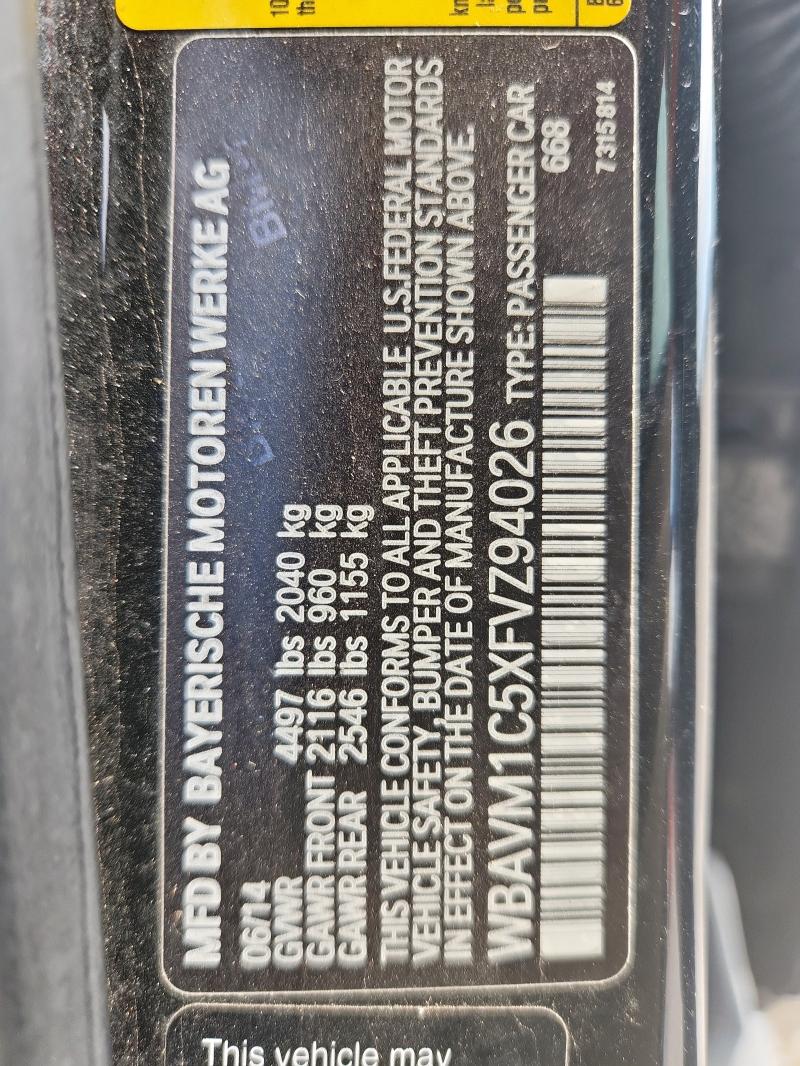 MFD BY BAYERISCHE MOTOREN WERKE AG
06/14
GVWR 4497 lbs 2040 kg
GAWR FRONT 2116 lbs 960 kg
GAWR REAR 2546 lbs 1155 kg
THIS VEHICLE CONFORMS TO ALL APPLICABLE U.S.FEDERAL MOTOR
VEHICLE SAFETY, BUMPER AND THEFT PREVENTION STANDARDS
IN EFFECT ON THE DATE OF MANUFACTURE SHOWN ABOVE.
WBAVM1C5XFVZ94026 TYPE: PASSENGER CAR
668
7 315 814
This vehicle may